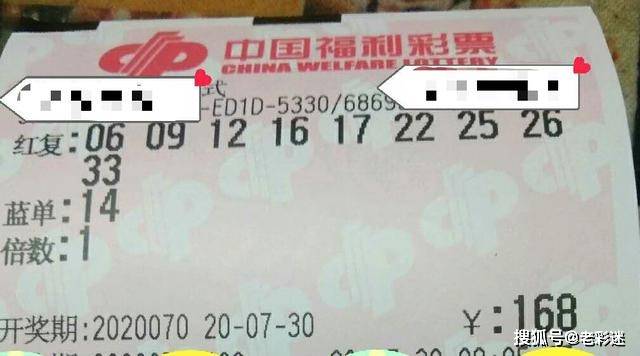 中国福利彩票
CHINA WELFARE LOTTERY
式
-ED1D-5330/6869
红复:06 09 12 16 17 22 25 26
33
蓝单:14
倍数:1
开奖期:2020070 20-07-30 ¥:168
搜狐号@老彩迷